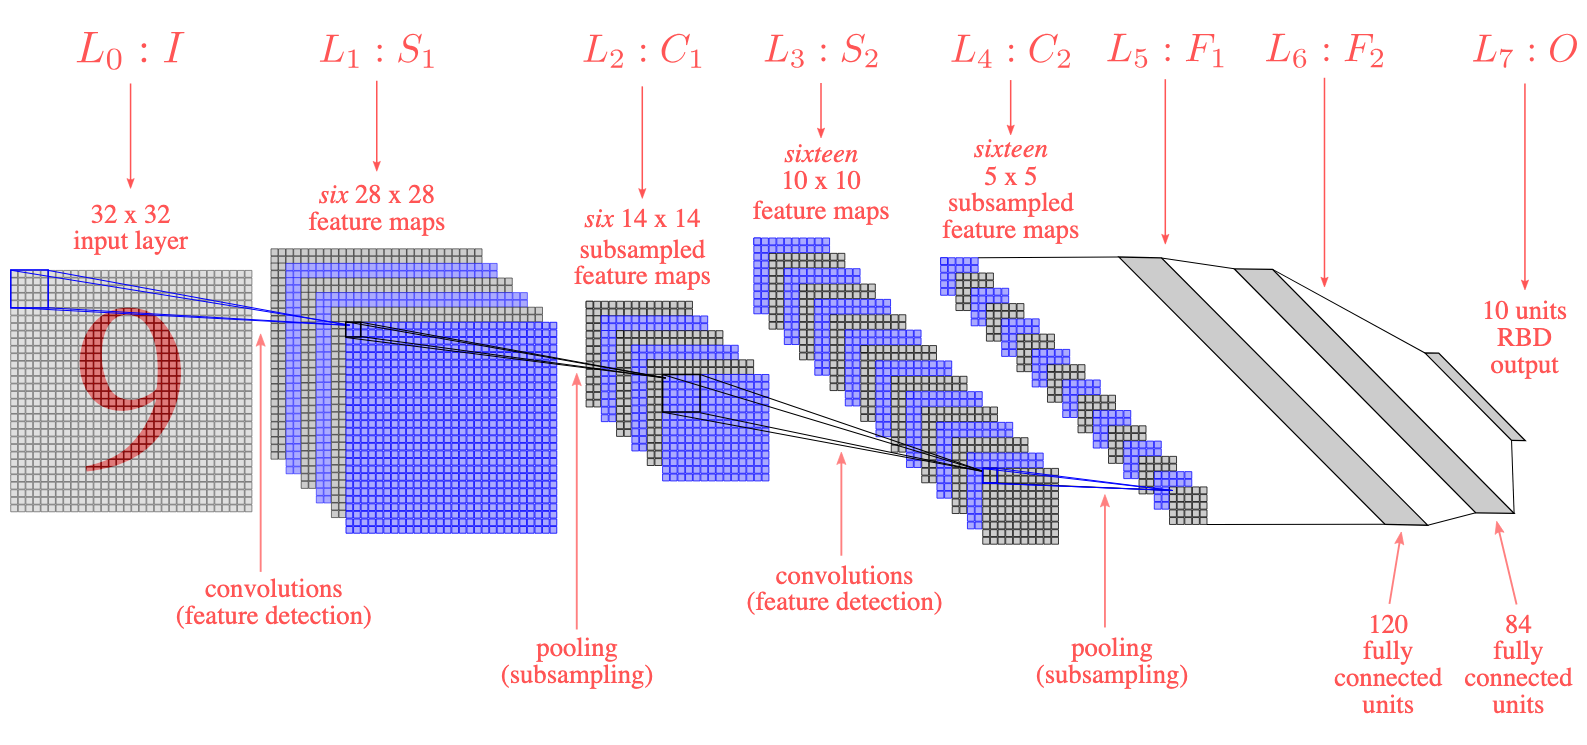 L0 : I
L1 : S1
L2 : C1
L3 : S2
L4 : C2
L5 : F1
L6 : F2
L7 : O
32 x 32
input layer
six 28 x 28
feature maps
six 14 x 14
subsampled
feature maps
sixteen
10 x 10
feature maps
sixteen
5 x 5
subsampled
feature maps
10 units
RBD
output
9
convolutions
(feature detection)
pooling
(subsampling)
convolutions
(feature detection)
pooling
(subsampling)
120
fully
connected
units
84
fully
connected
units